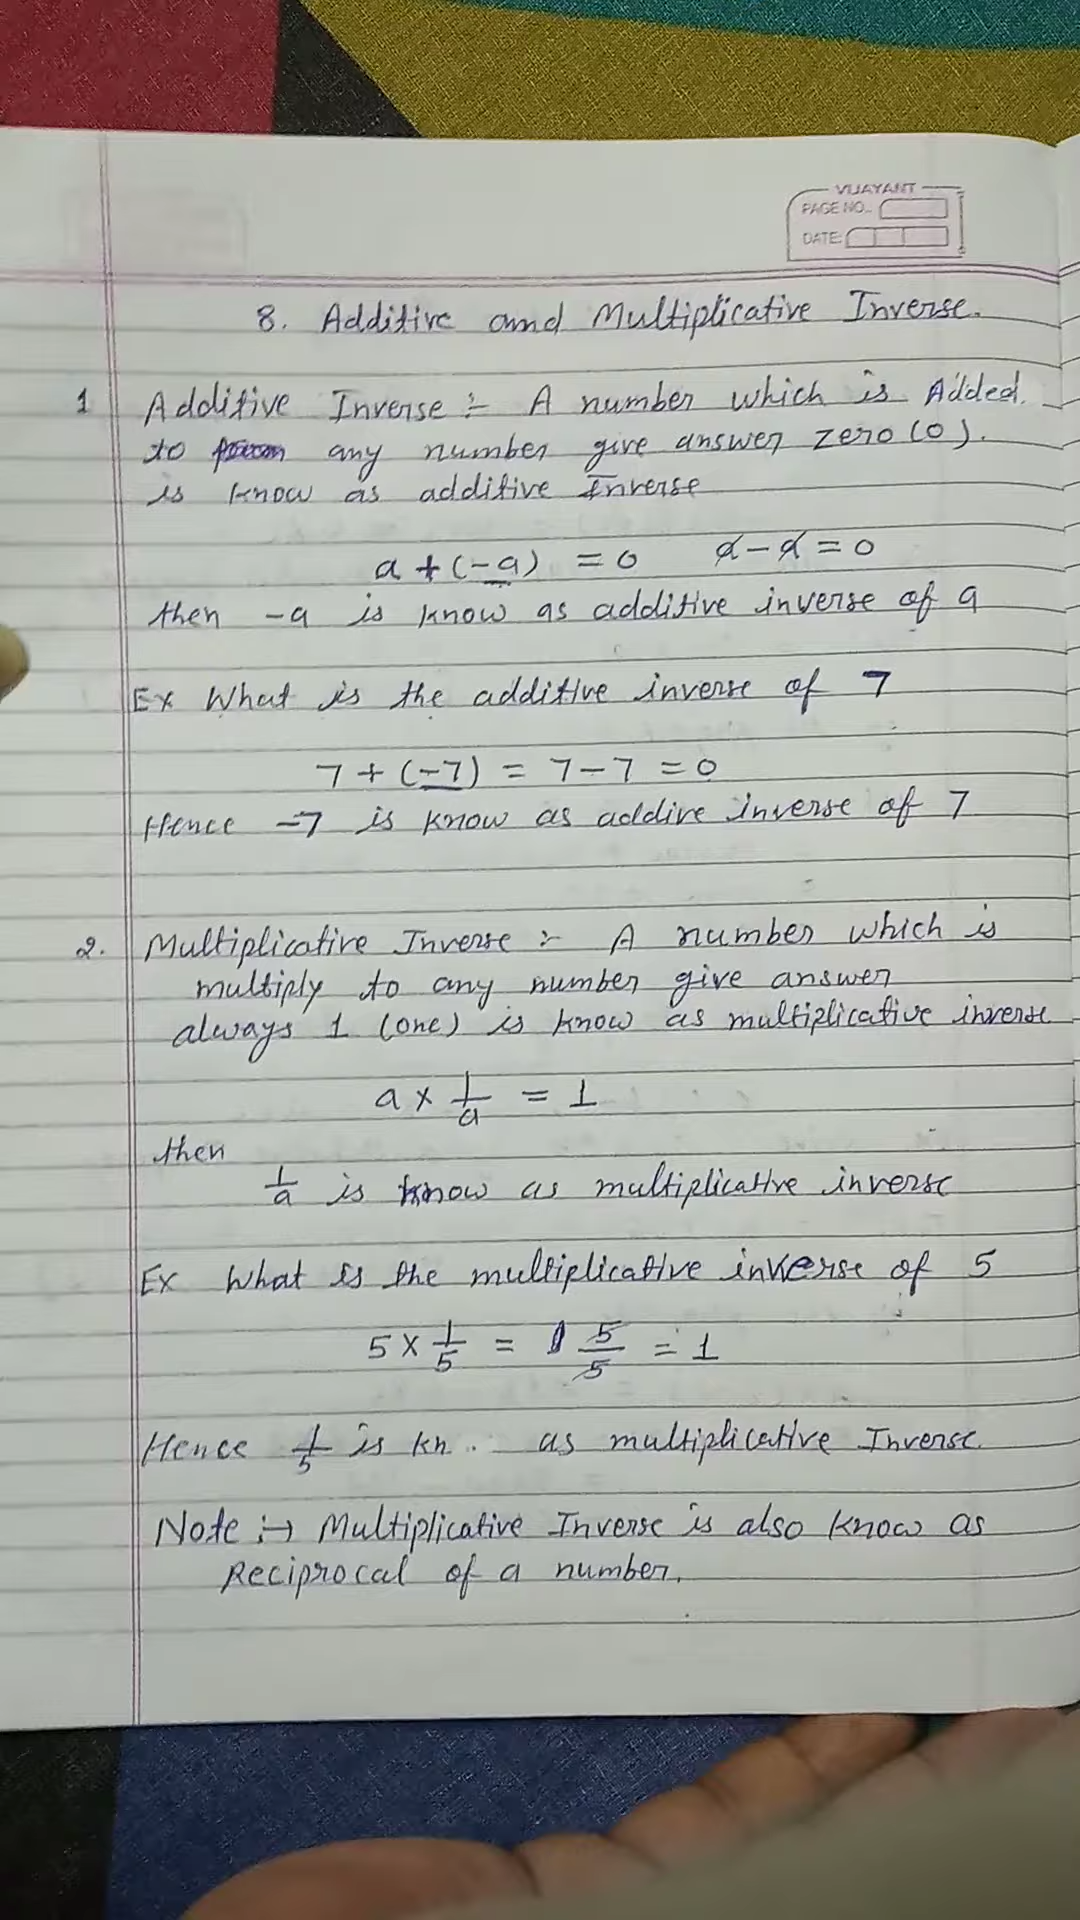 VIJAYANT
PAGE NO.
DATE:
8. Additive and Multiplicative Inverse.
1 Additive Inverse :- A number which is Added.
to any number give answer zero (0).
is know as additive Inverse
a + (-a) = 0 a - a = 0
then -a is know as additive inverse of a
Ex What is the additive inverse of 7
7 + (-7) = 7 - 7 = 0
Hence -7 is know as addive inverse of 7
2. Multiplicative Inverse :- A number which is
multiply to any number give answer
always 1 (one) is know as multiplicative inverse
a × 1/a = 1
then
1/a is know as multiplicative inverse
Ex What is the multiplicative inverse of 5
5 × 1/5 = 5/5 = 1
Hence 1/5 is kn.. as multiplicative Inverse.
Note :→ Multiplicative Inverse is also know as
Reciprocal of a number.